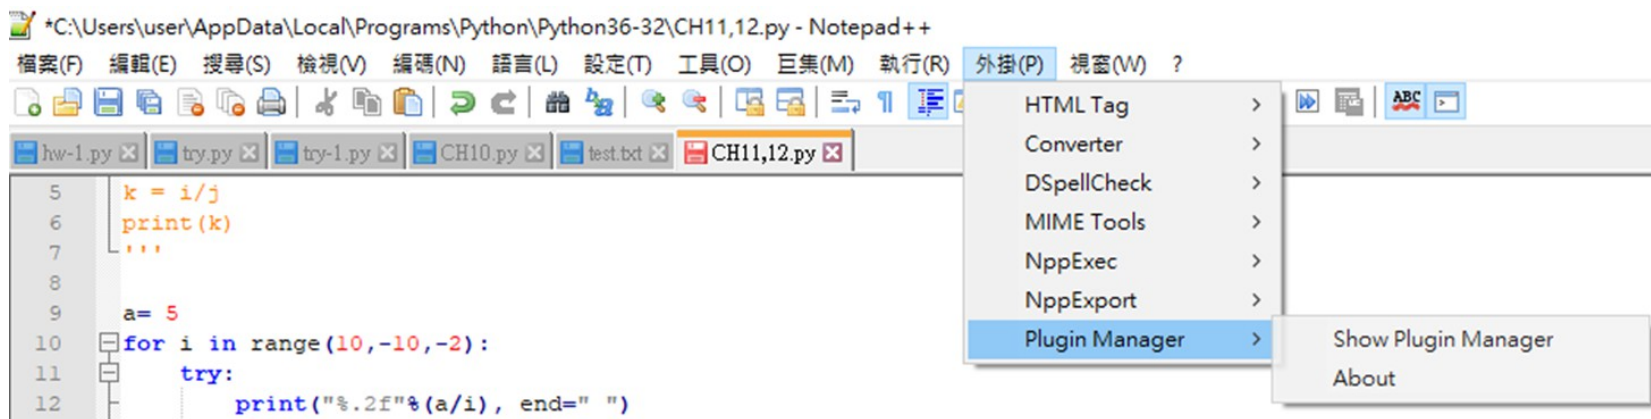 *C:\Users\user\AppData\Local\Programs\Python\Python36-32\CH11,12.py - Notepad++
檔案(F) 編輯(E) 搜尋(S) 檢視(V) 編碼(N) 語言(L) 設定(T) 工具(O) 巨集(M) 執行(R) 外掛(P) 視窗(W) ?
ABC
hw-1.py try.py try-1.py CH10.py test.txt CH11,12.py
HTML Tag
Converter
DSpellCheck
MIME Tools
NppExec
NppExport
Plugin Manager
Show Plugin Manager
About
5 k = i/j
6 print(k)
7 '''
8
9 a= 5
10 for i in range(10,-10,-2):
11 try:
12 print("%.2f"%(a/i), end=" ")